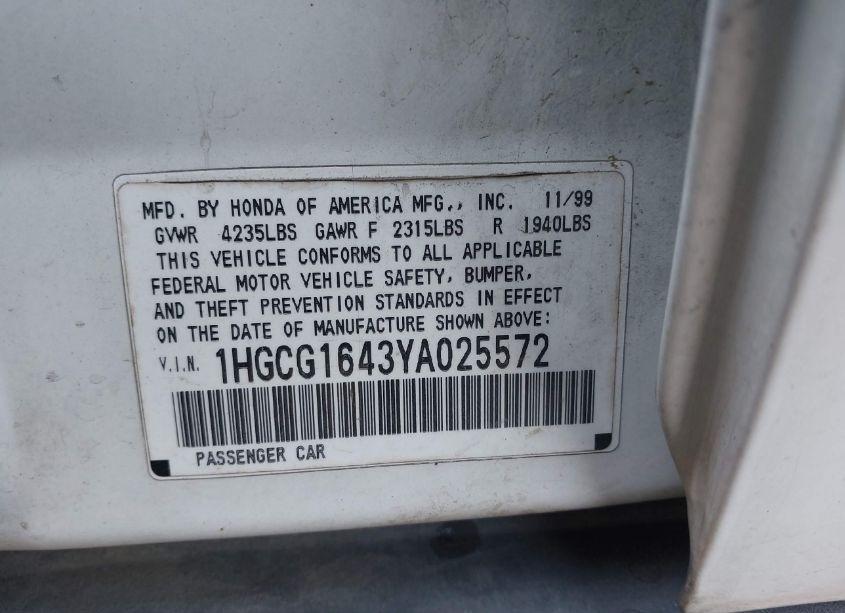 MFD. BY HONDA OF AMERICA MFG., INC. 11/99
GVWR 4235LBS GAWR F 2315LBS R 1940LBS
THIS VEHICLE CONFORMS TO ALL APPLICABLE
FEDERAL MOTOR VEHICLE SAFETY, BUMPER,
AND THEFT PREVENTION STANDARDS IN EFFECT
ON THE DATE OF MANUFACTURE SHOWN ABOVE:
V.I.N. 1HGCG1643YA025572
PASSENGER CAR